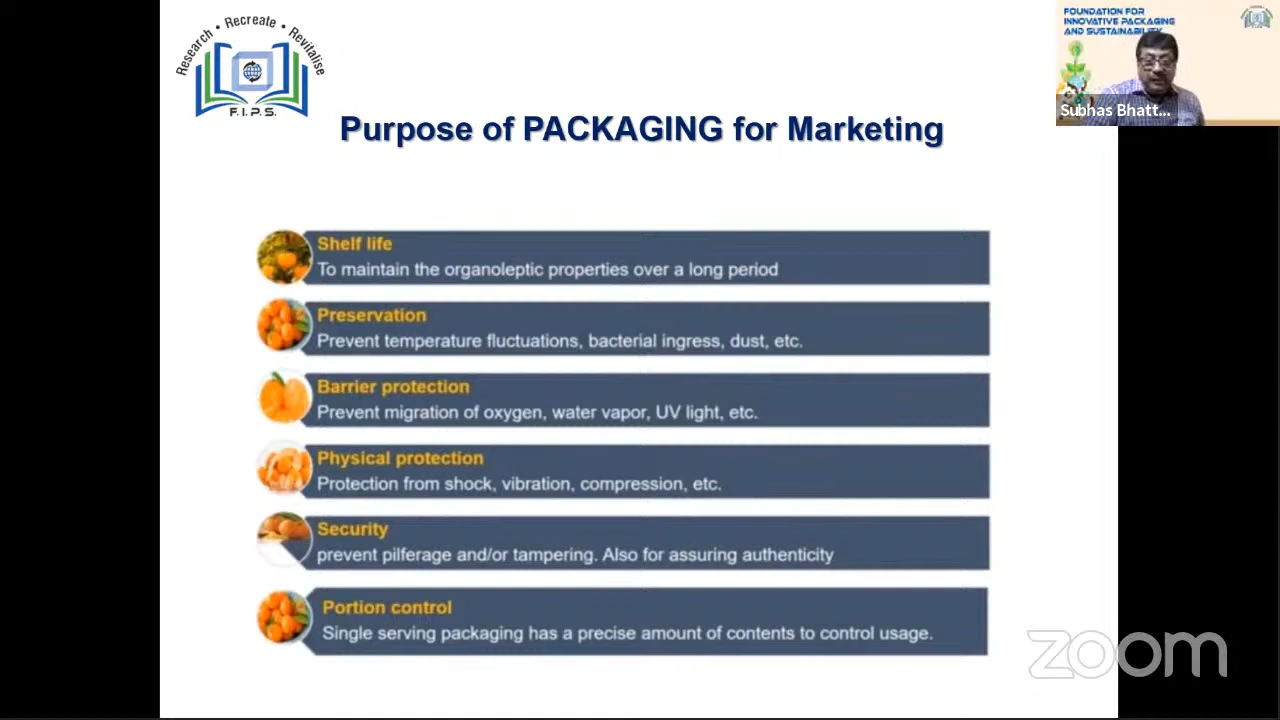 Research • Recreate • Revitalise
F.I.P.S.
FOUNDATION FOR
INNOVATIVE PACKAGING
AND SUSTAINABILITY
Subhas Bhatt...
Purpose of PACKAGING for Marketing
Shelf life
To maintain the organoleptic properties over a long period
Preservation
Prevent temperature fluctuations, bacterial ingress, dust, etc.
Barrier protection
Prevent migration of oxygen, water vapor, UV light, etc.
Physical protection
Protection from shock, vibration, compression, etc.
Security
prevent pilferage and/or tampering. Also for assuring authenticity
Portion control
Single serving packaging has a precise amount of contents to control usage.
zoom